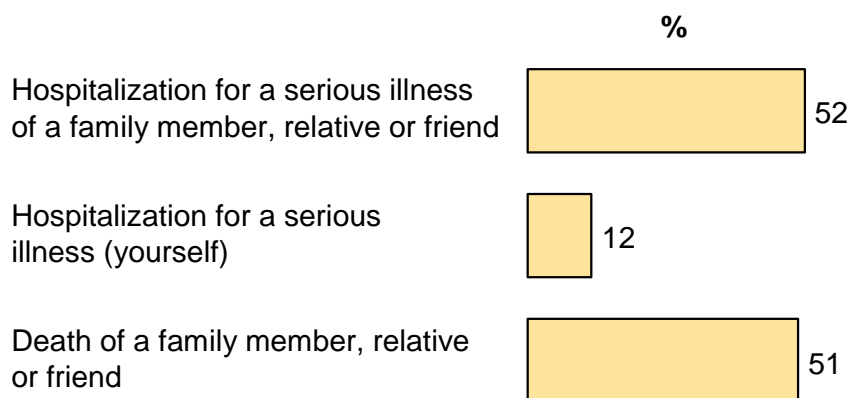 %
Hospitalization for a serious illness
of a family member, relative or friend
52
Hospitalization for a serious
illness (yourself)
12
Death of a family member, relative
or friend
51